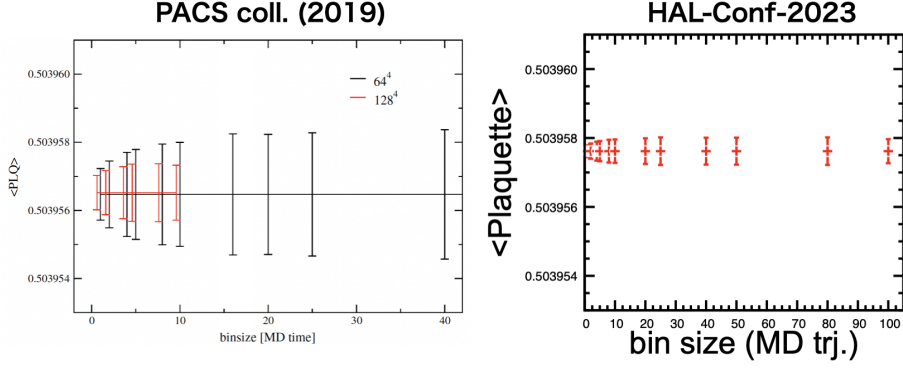 PACS coll. (2019)
<PLQ>
0.503960
0.503958
0.503956
0.503954
64⁴
128⁴
0 10 20 30 40
binsize [MD time]
HAL-Conf-2023
<Plaquette>
0.503960
0.503958
0.503956
0.503954
0 10 20 30 40 50 60 70 80 90 100
bin size (MD trj.)